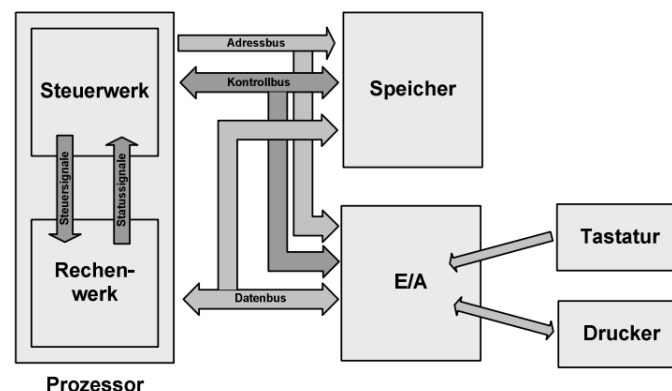 Adressbus
Steuerwerk
Kontrollbus
Speicher
Steuersignale
Statussignale
Rechen-
werk
Datenbus
E/A
Tastatur
Drucker
Prozessor